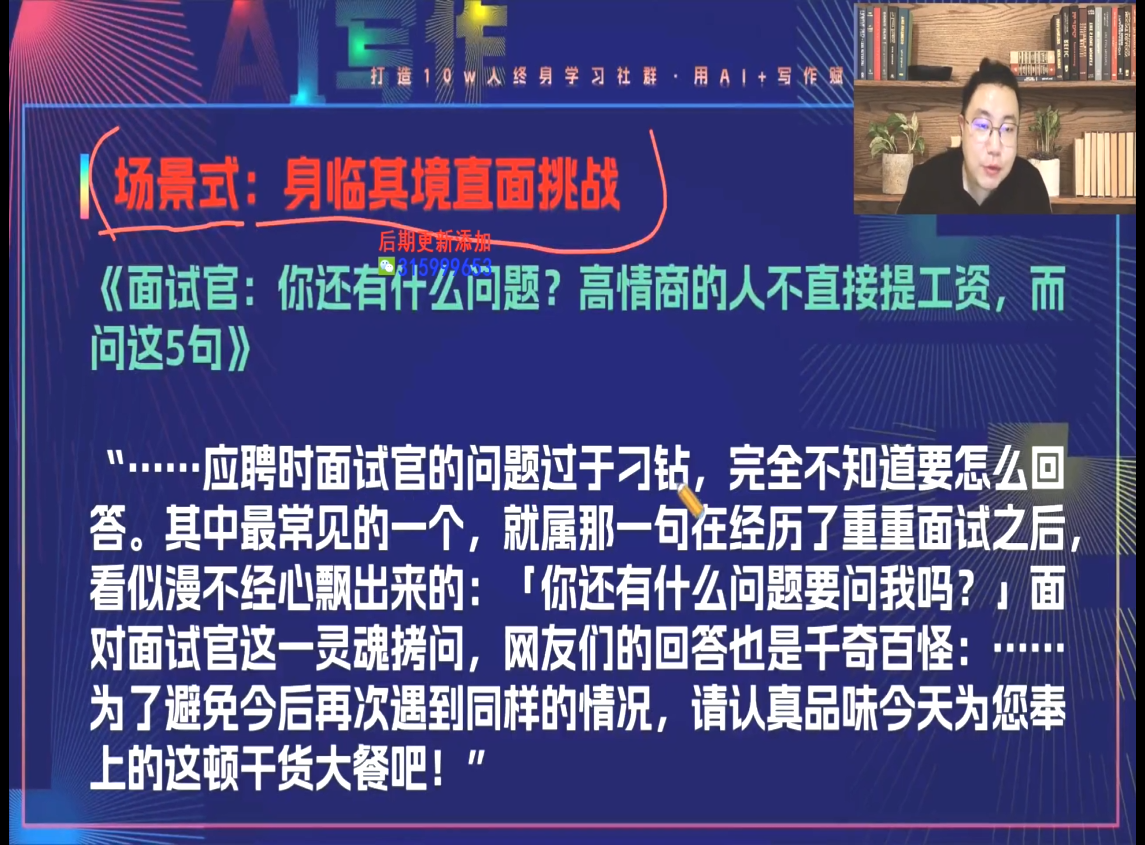 AI写作
打造10w人终身学习社群·用AI+写作赋
场景式：身临其境直面挑战
后期更新添加
315999653
《面试官：你还有什么问题？高情商的人不直接提工资，而
问这5句》
“……应聘时面试官的问题过于刁钻，完全不知道要怎么回
答。其中最常见的一个，就属那一句在经历了重重面试之后，
看似漫不经心飘出来的：「你还有什么问题要问我吗？」面
对面试官这一灵魂拷问，网友们的回答也是千奇百怪：……
为了避免今后再次遇到同样的情况，请认真品味今天为您奉
上的这顿干货大餐吧！”